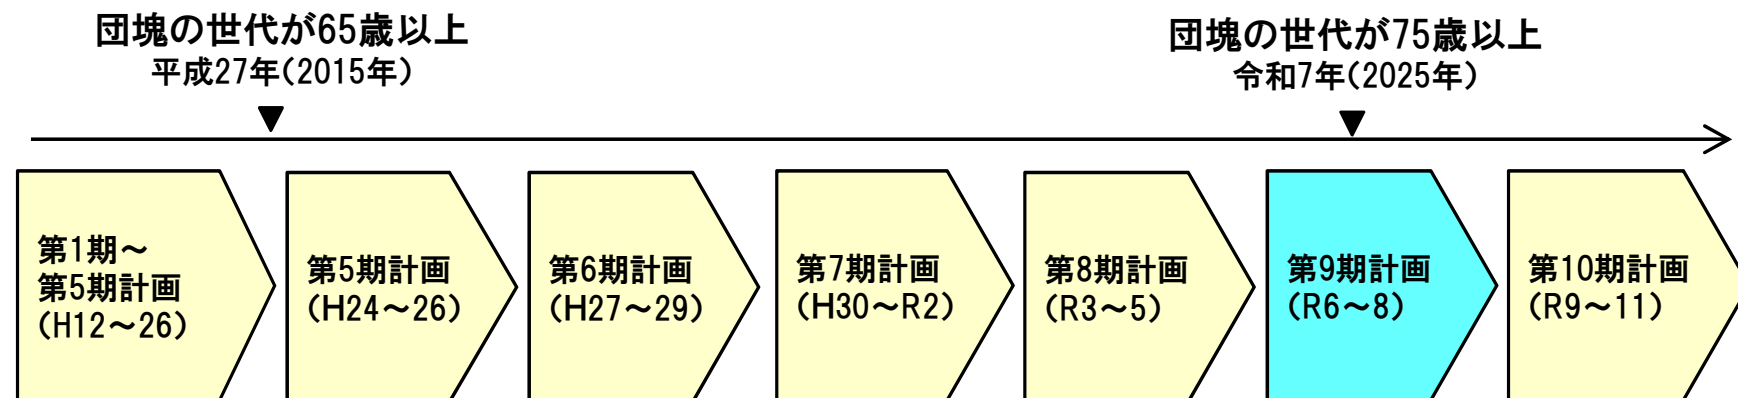 団塊の世代が65歳以上
平成27年(2015年)
団塊の世代が75歳以上
令和7年(2025年)
第1期～
第5期計画
(H12～26)
第5期計画
(H24～26)
第6期計画
(H27～29)
第7期計画
(H30～R2)
第8期計画
(R3～5)
第9期計画
(R6～8)
第10期計画
(R9～11)